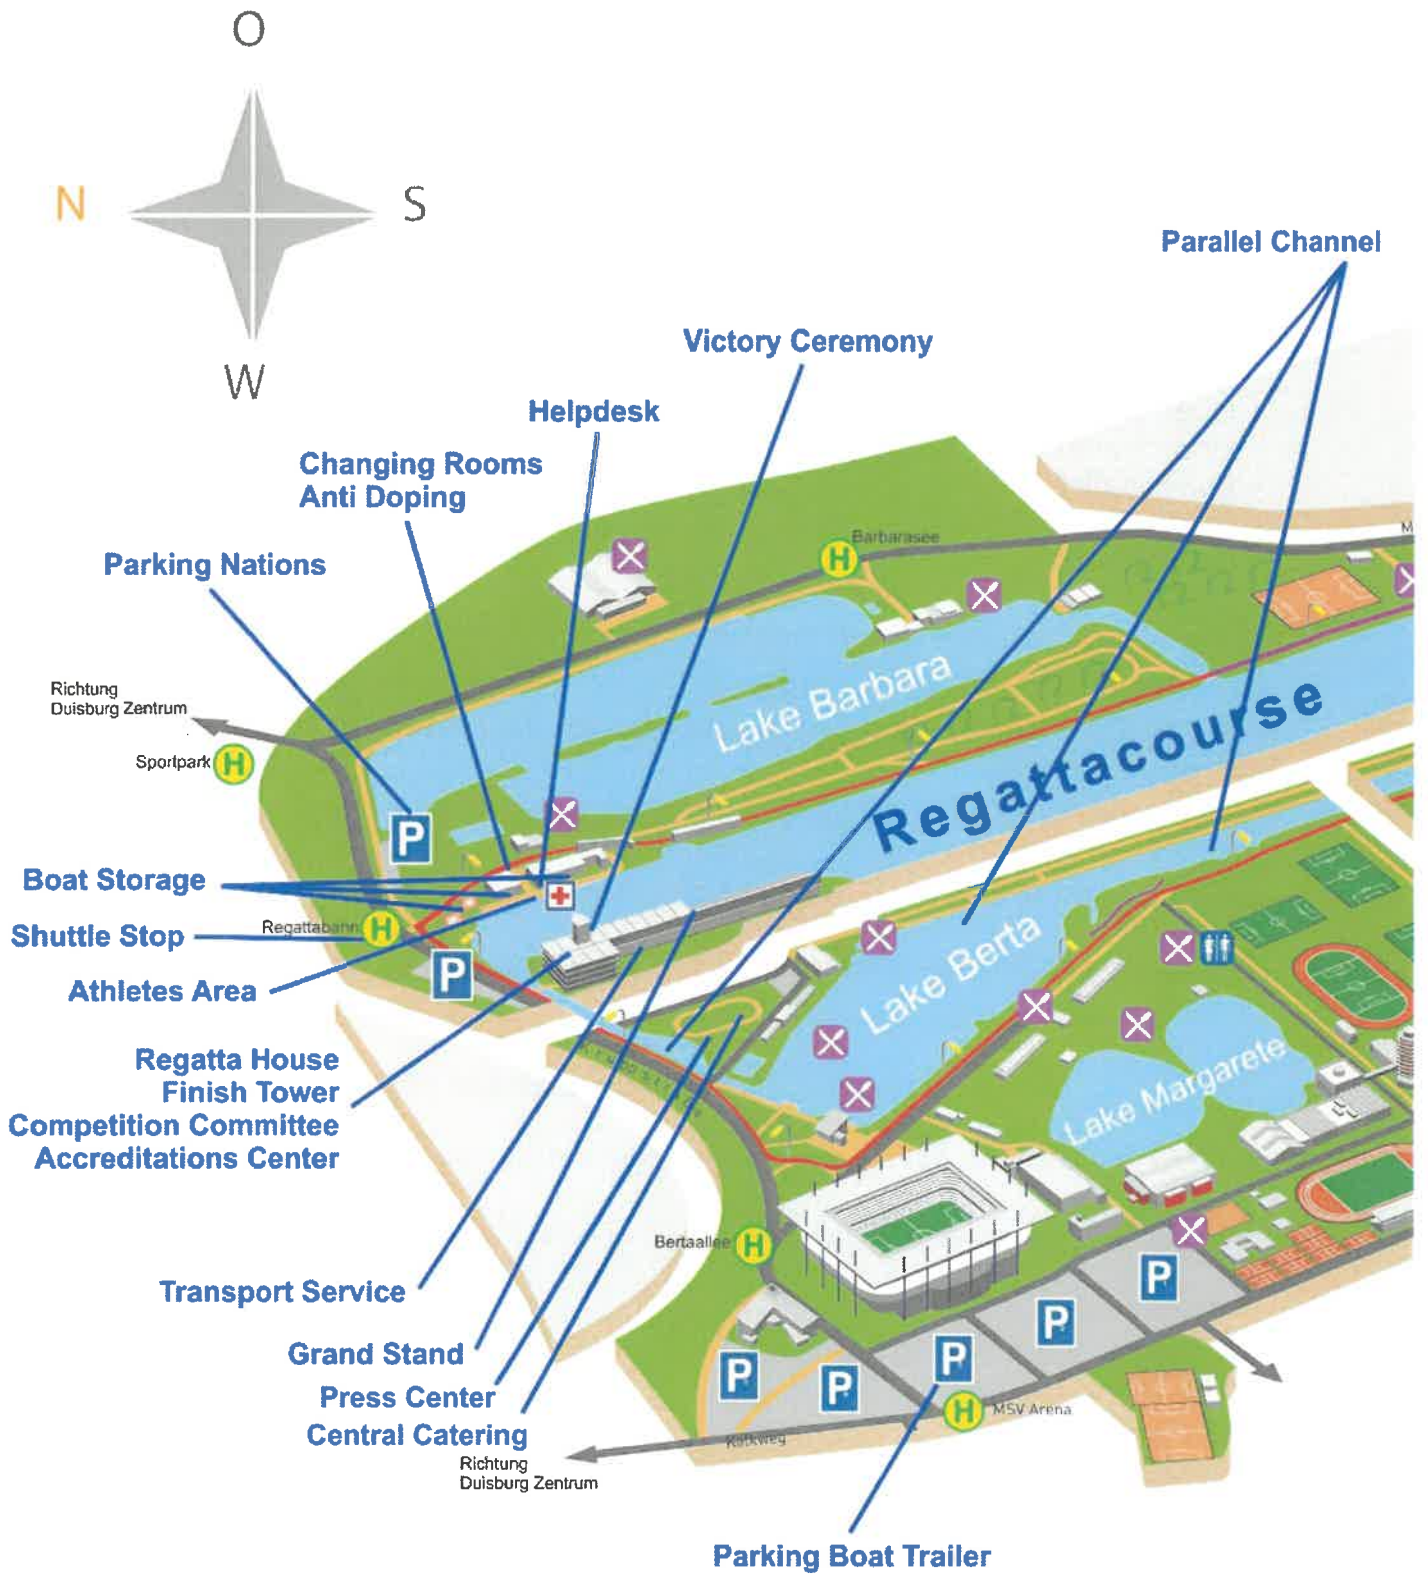 O
N
S
W
Parallel Channel
Victory Ceremony
Helpdesk
Changing Rooms
Anti Doping
Barbarasee
H
M
Parking Nations
Richtung
Duisburg Zentrum
Lake Barbara
Regattacourse
Sportpark
H
P
Boat Storage
Regattabahn
H
Shuttle Stop
P
Athletes Area
Lake Berta
Regatta House
Finish Tower
Competition Committee
Accreditations Center
Lake Margarete
Bertaallee
H
Transport Service
P
P
P
P
P
Grand Stand
Press Center
Central Catering
H
MSV Arena
Kalkweg
Richtung
Duisburg Zentrum
Parking Boat Trailer